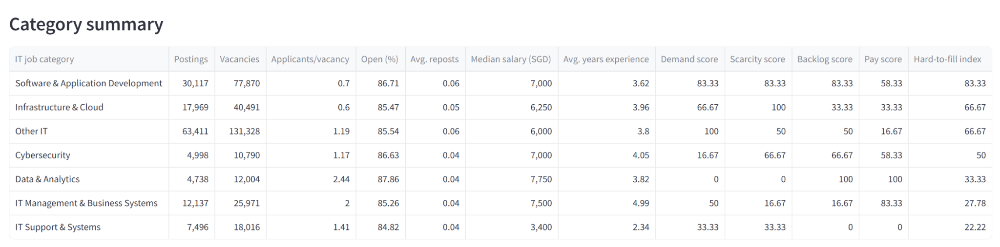 Category summary
IT job category Postings Vacancies Applicants/vacancy Open (%) Avg. reposts Median salary (SGD) Avg. years experience Demand score Scarcity score Backlog score Pay score Hard-to-fill index
Software & Application Development 30,117 77,870 0.7 86.71 0.06 7,000 3.62 83.33 83.33 83.33 58.33 83.33
Infrastructure & Cloud 17,969 40,491 0.6 85.47 0.05 6,250 3.96 66.67 100 33.33 33.33 66.67
Other IT 63,411 131,328 1.19 85.54 0.06 6,000 3.8 100 50 50 16.67 66.67
Cybersecurity 4,998 10,790 1.17 86.63 0.04 7,000 4.05 16.67 66.67 66.67 58.33 50
Data & Analytics 4,738 12,004 2.44 87.86 0.04 7,750 3.82 0 0 100 100 33.33
IT Management & Business Systems 12,137 25,971 2 85.26 0.04 7,500 4.99 50 16.67 16.67 83.33 27.78
IT Support & Systems 7,496 18,016 1.41 84.82 0.04 3,400 2.34 33.33 33.33 0 0 22.22